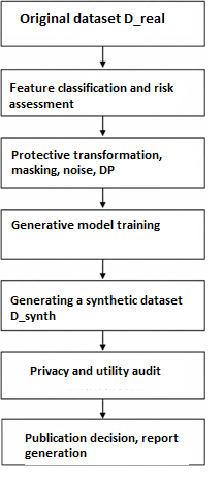 Original dataset D_real
Feature classification and risk
assessment
Protective transformation,
masking, noise, DP
Generative model training
Generating a synthetic dataset
D_synth
Privacy and utility audit
Publication decision, report
generation